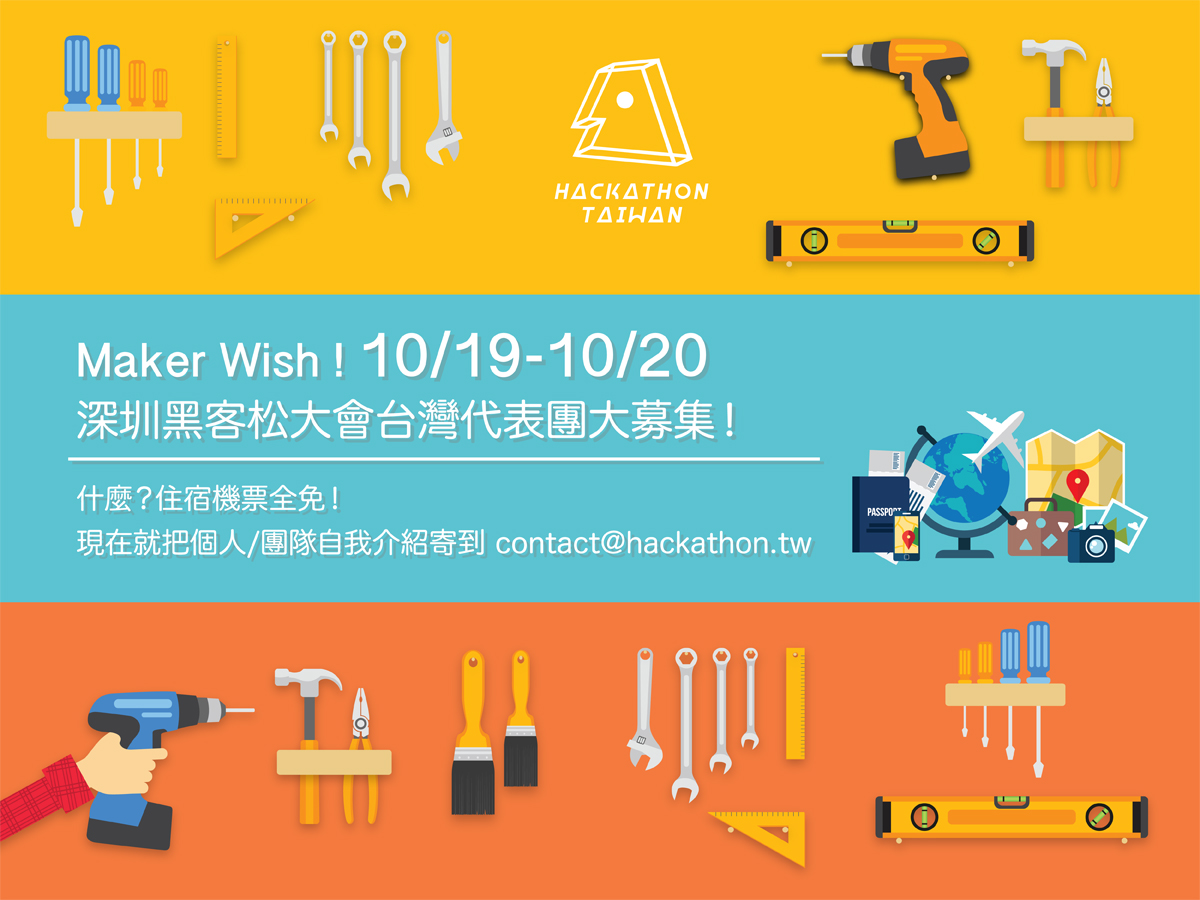 HACKATHON
TAIWAN
Maker Wish ! 10/19-10/20
深圳黑客松大會台灣代表團大募集！
什麼？住宿機票全免！
現在就把個人/團隊自我介紹寄到 contact@hackathon.tw
PASSPORT